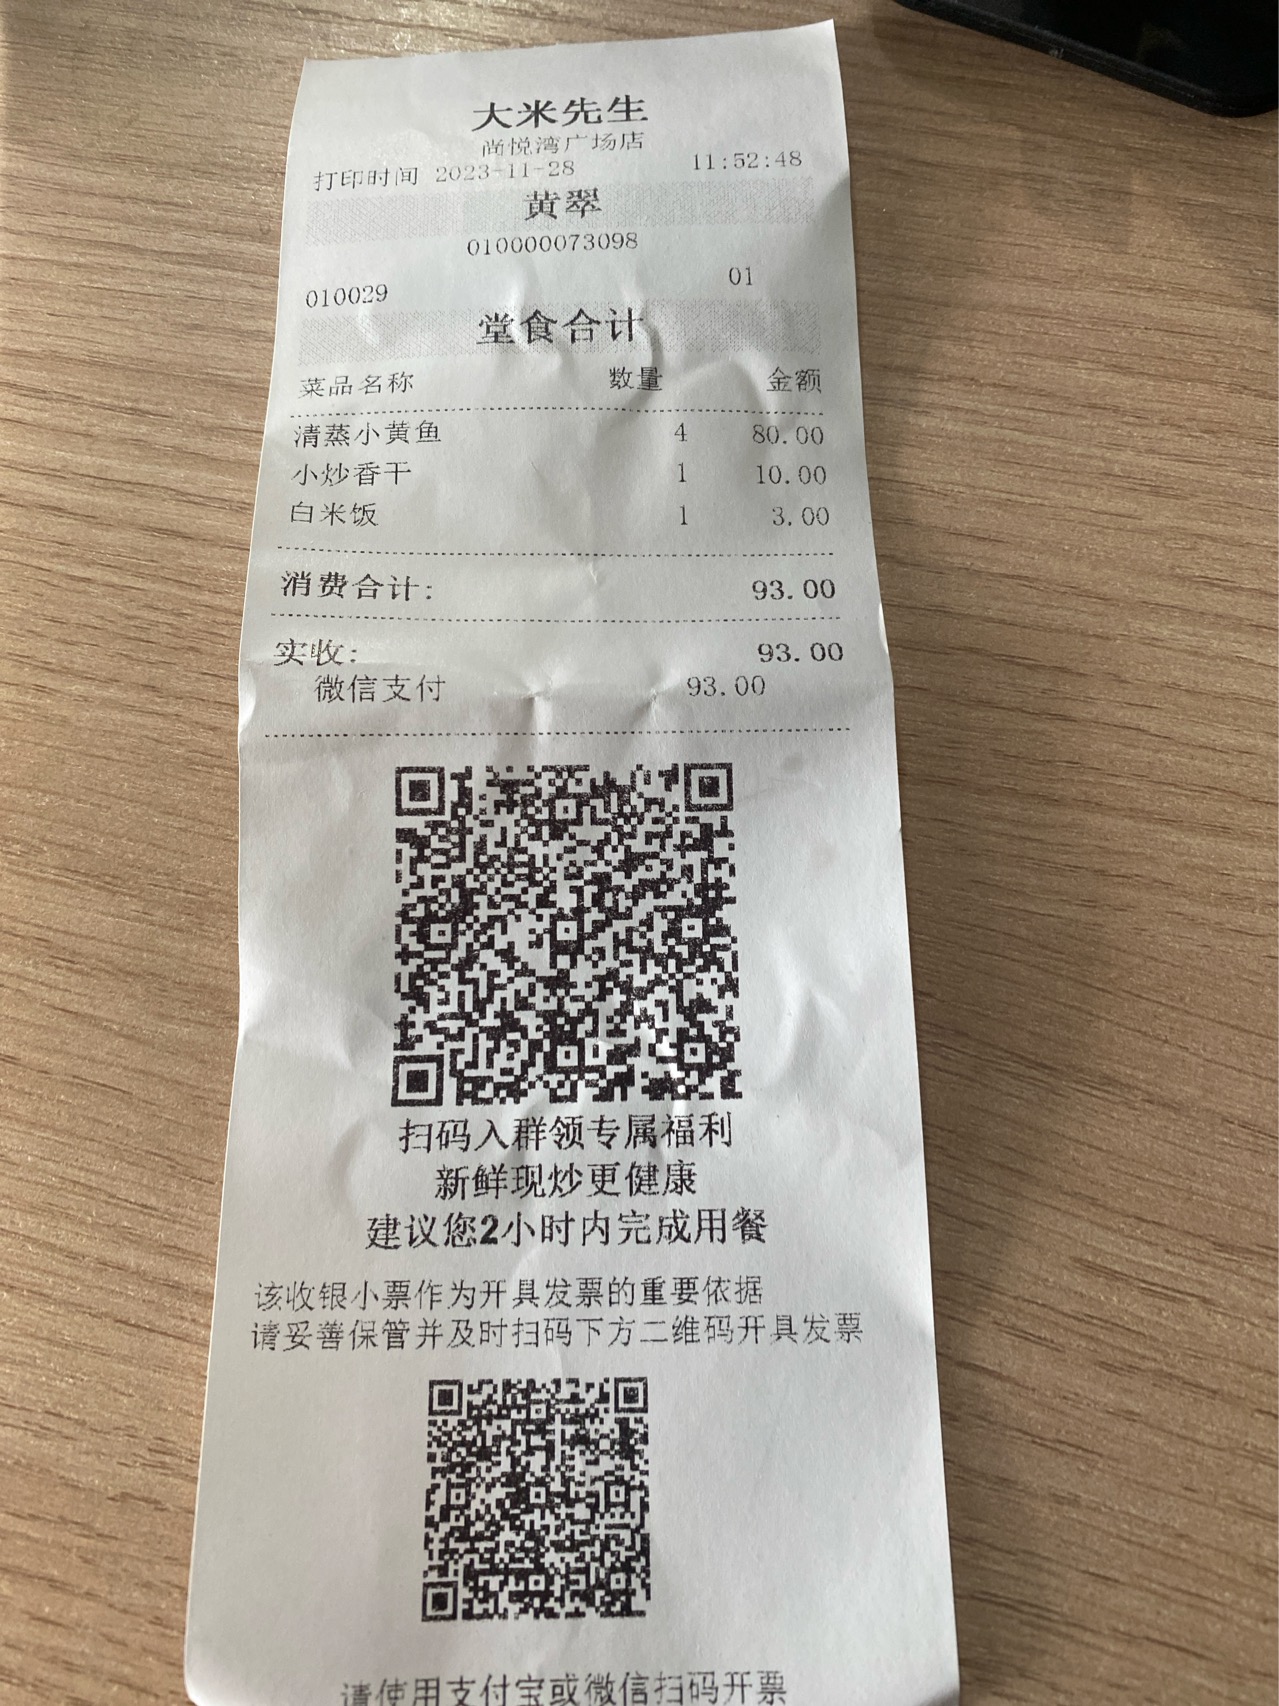 大米先生
尚悦湾广场店
打印时间 2023-11-28 11:52:48
黄翠
010000073098
010029 01
堂食合计
菜品名称 数量 金额
清蒸小黄鱼 4 80.00
小炒香干 1 10.00
白米饭 1 3.00
消费合计: 93.00
实收: 93.00
微信支付 93.00
扫码入群领专属福利
新鲜现炒更健康
建议您2小时内完成用餐
该收银小票作为开具发票的重要依据
请妥善保管并及时扫码下方二维码开具发票
请使用支付宝或微信扫码开票